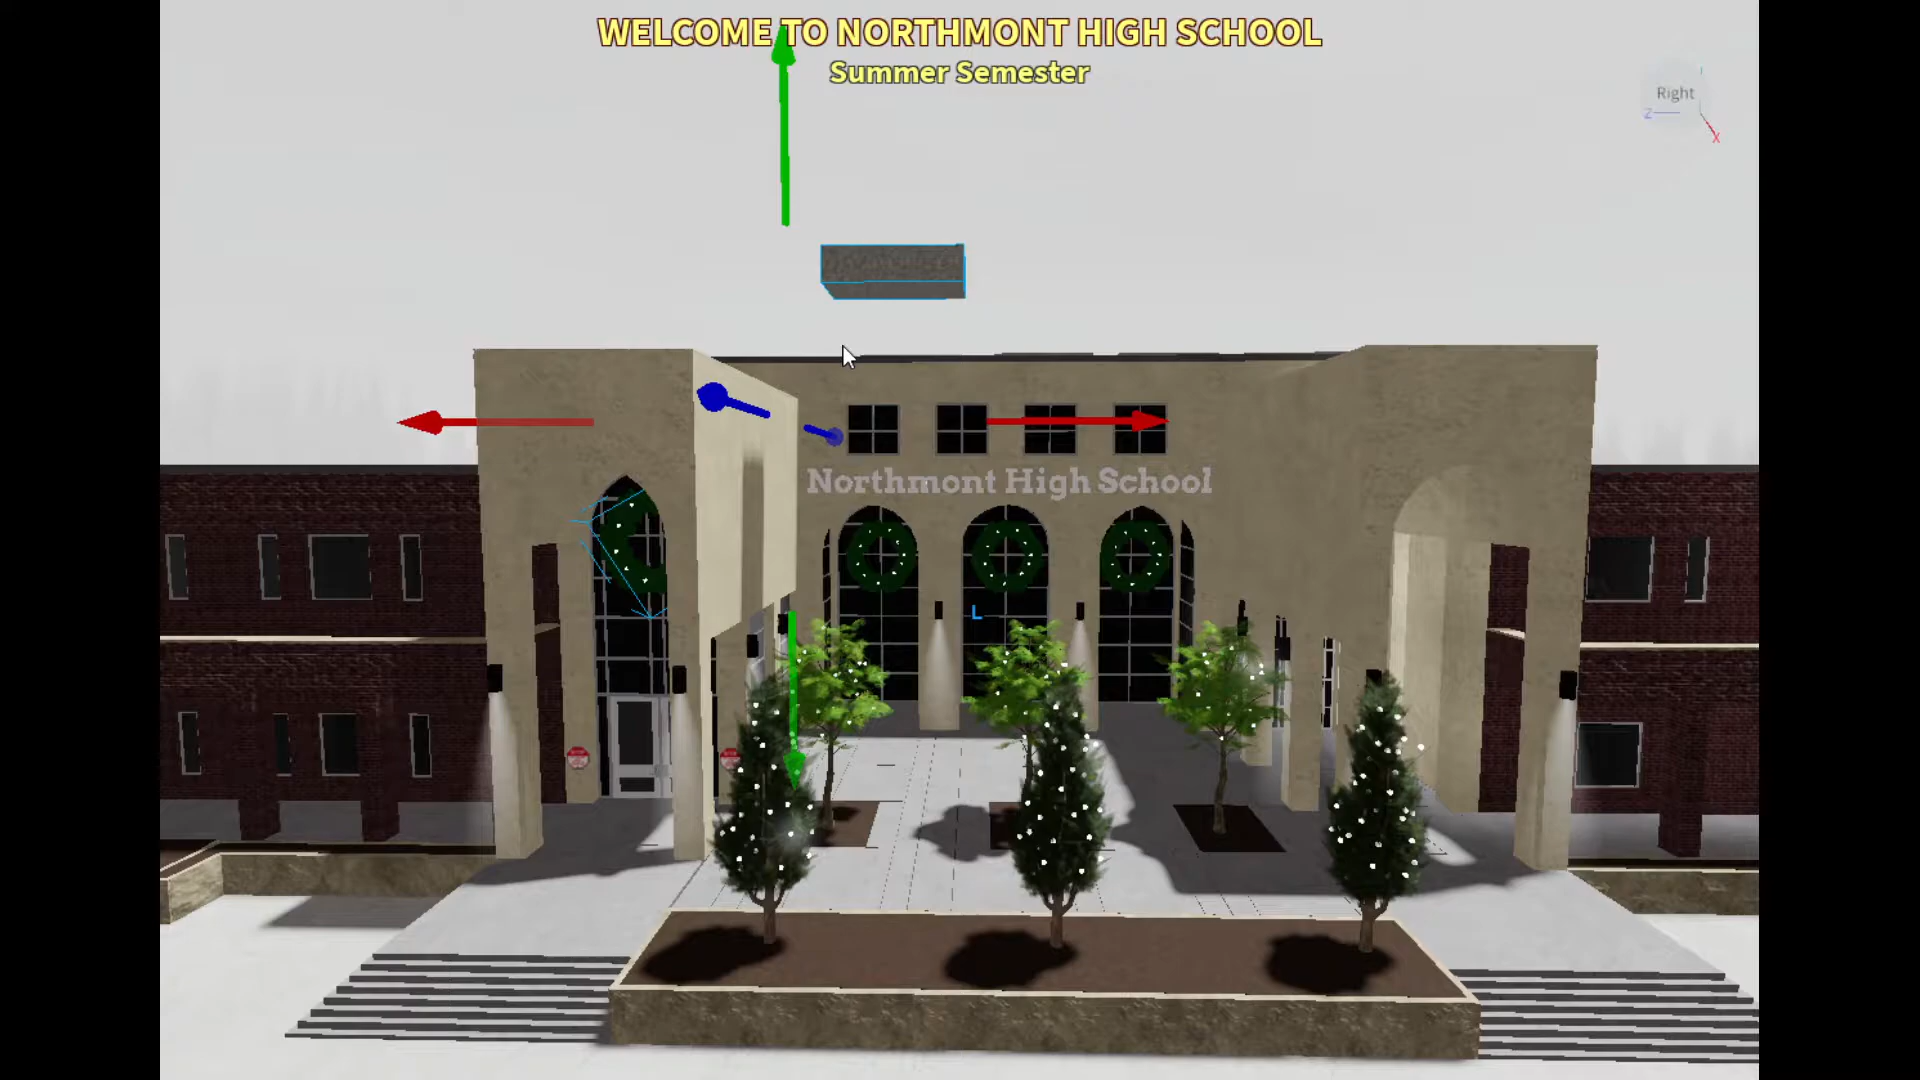 WELCOME TO NORTHMONT HIGH SCHOOL
Summer Semester
Right
Z
X
Northmont High School
L